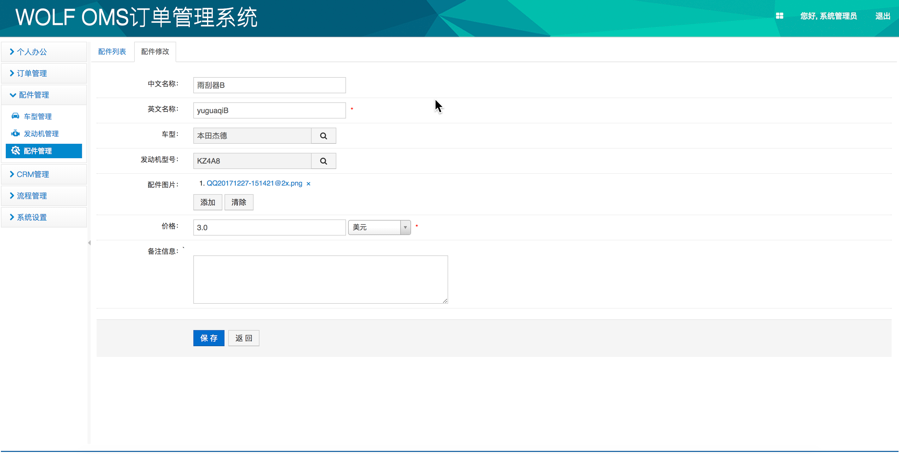 WOLF OMS订单管理系统
您好, 系统管理员 退出
个人办公
订单管理
配件管理
车型管理
发动机管理
配件管理
CRM管理
流程管理
系统设置
配件列表 配件修改
中文名称: 雨刮器B
英文名称: yuguaqiB *
车型: 本田杰德
发动机型号: KZ4A8
配件图片: 1. QQ20171227-151421@2x.png ×
添加 清除
价格: 3.0 美元 *
备注信息:
保 存 返 回